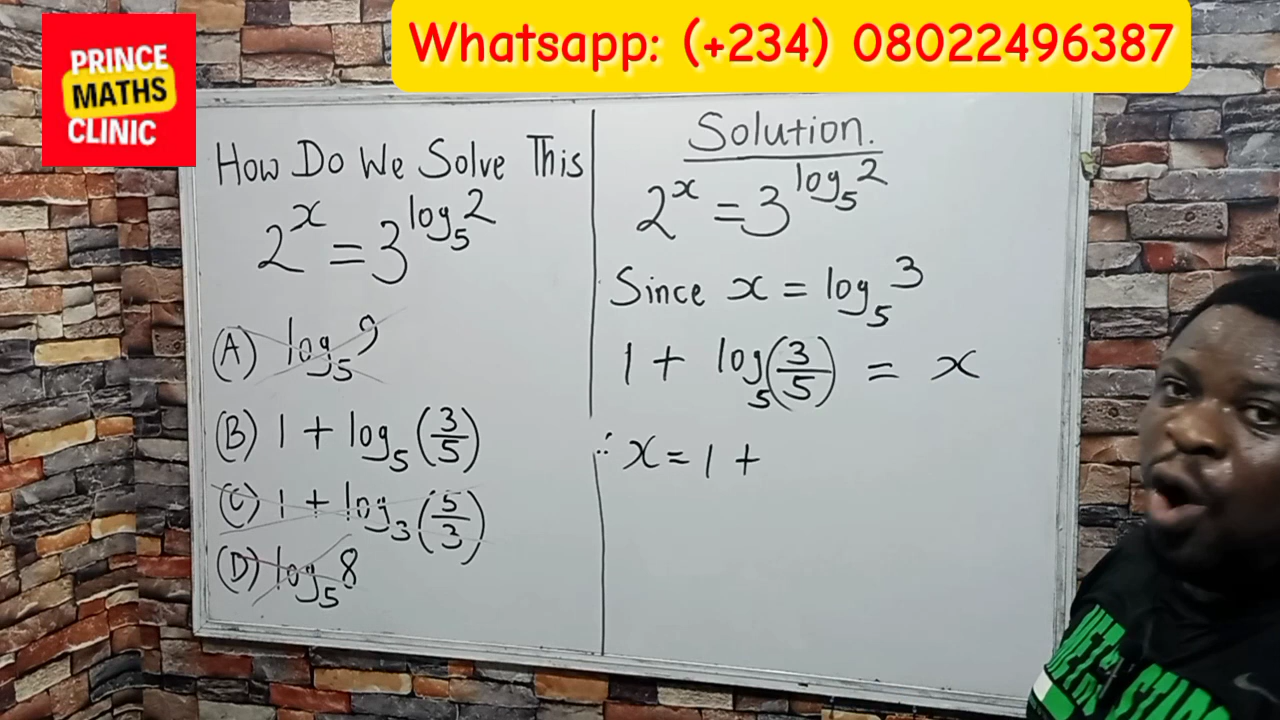 Whatsapp: (+234) 08022496387
PRINCE
MATHS
CLINIC
How Do We Solve This
2^x = 3^{log_5 2}
(A) log_5 9
(B) 1 + log_5 (3/5)
(C) 1 + log_3 (5/3)
(D) log_5 8
Solution.
2^x = 3^{log_5 2}
Since x = log_5 3
1 + log_5 (3/5) = x
∴ x = 1 +